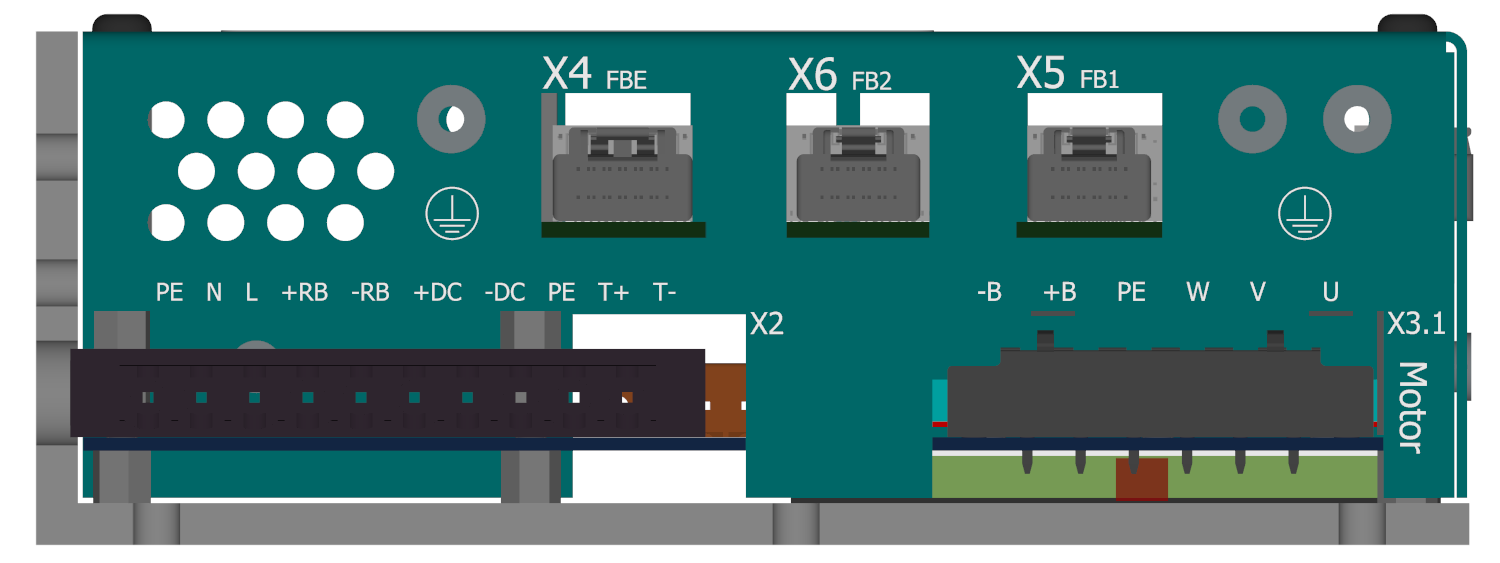 X4 FBE
X6 FB2
X5 FB1
PE N L +RB -RB +DC -DC PE T+ T-
-B +B PE W V U
X2
X3.1
Motor